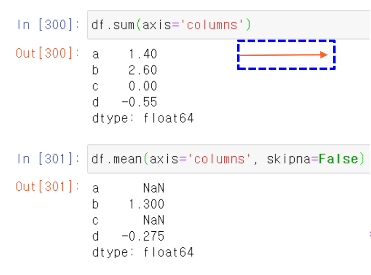 In [300]: df.sum(axis='columns')
Out[300]: a    1.40
b    2.60
c    0.00
d   -0.55
dtype: float64
In [301]: df.mean(axis='columns', skipna=False)
Out[301]: a      NaN
b    1.300
c      NaN
d   -0.275
dtype: float64